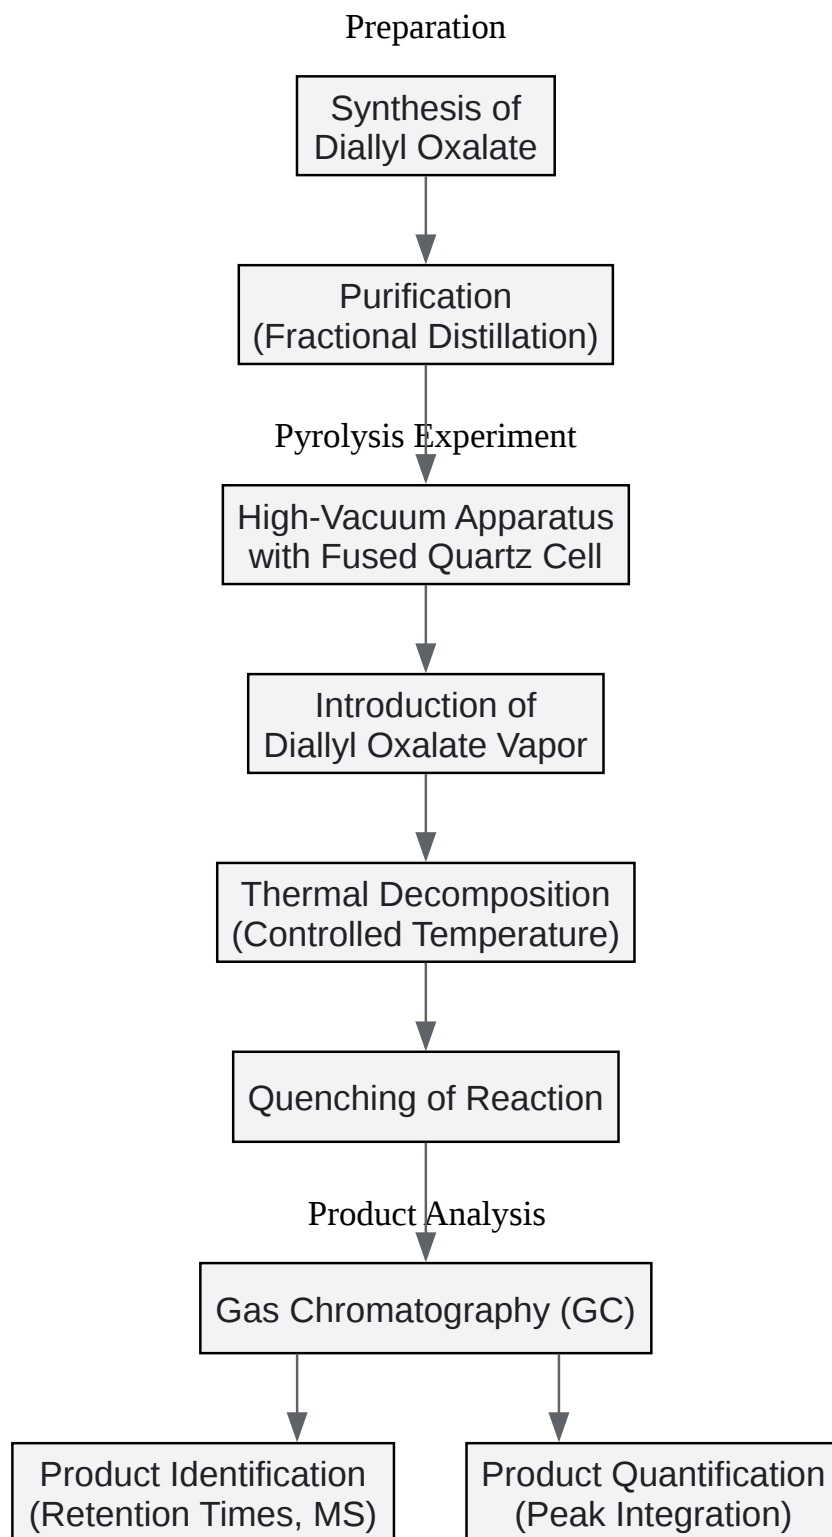 Preparation
Synthesis of
Diallyl Oxalate
Purification
(Fractional Distillation)
Pyrolysis Experiment
High-Vacuum Apparatus
with Fused Quartz Cell
Introduction of
Diallyl Oxalate Vapor
Thermal Decomposition
(Controlled Temperature)
Quenching of Reaction
Product Analysis
Gas Chromatography (GC)
Product Identification
(Retention Times, MS)
Product Quantification
(Peak Integration)